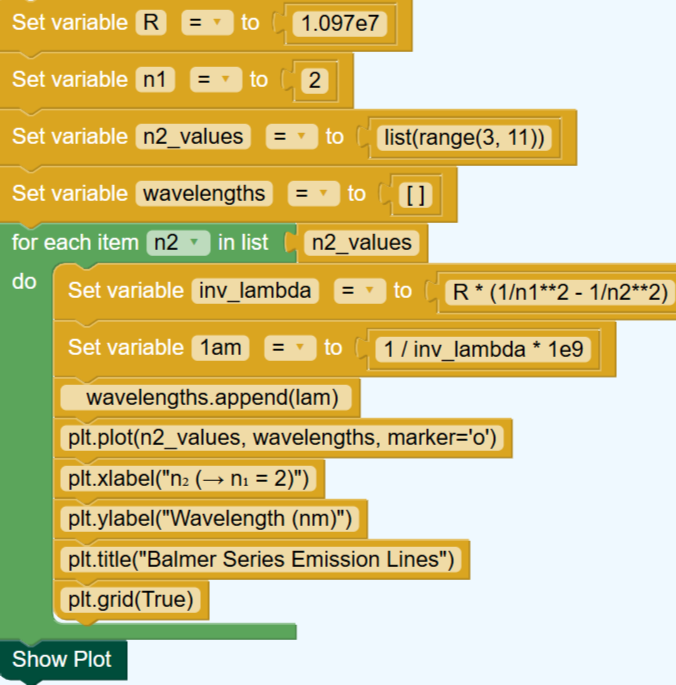 Set variable R = to 1.097e7
Set variable n1 = to 2
Set variable n2_values = to list(range(3, 11))
Set variable wavelengths = to [ ]
for each item n2 in list n2_values
do
Set variable inv_lambda = to R * (1/n1**2 - 1/n2**2)
Set variable 1am = to 1 / inv_lambda * 1e9
wavelengths.append(lam)
plt.plot(n2_values, wavelengths, marker='o')
plt.xlabel("n₂ (→ n₁ = 2)")
plt.ylabel("Wavelength (nm)")
plt.title("Balmer Series Emission Lines")
plt.grid(True)
Show Plot